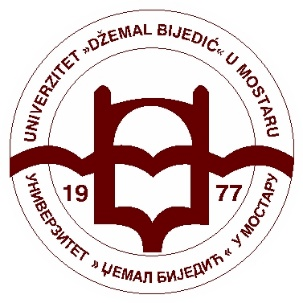 UNIVERZITET »DŽEMAL BIJEDIĆ« U MOSTARU
19 77
УНИВЕРЗИТЕТ » ЏЕМАЛ БИЈЕДИЋ « У МОСТАРУ